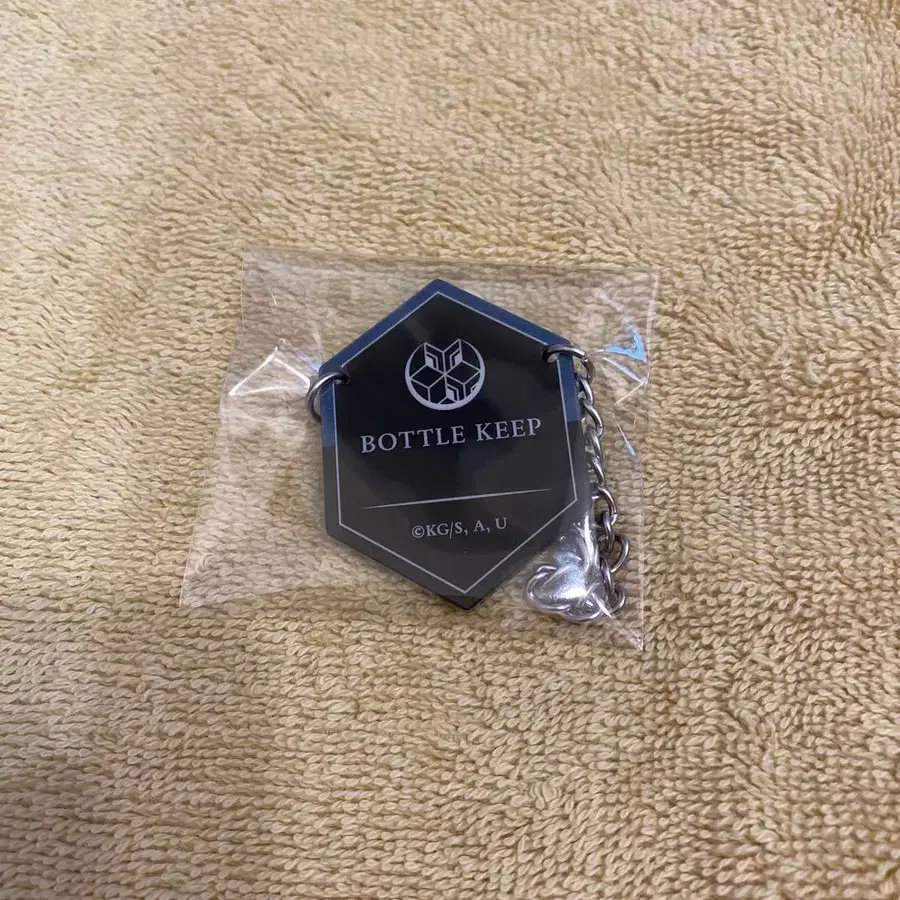 BOTTLE KEEP
©KG/S, A, U